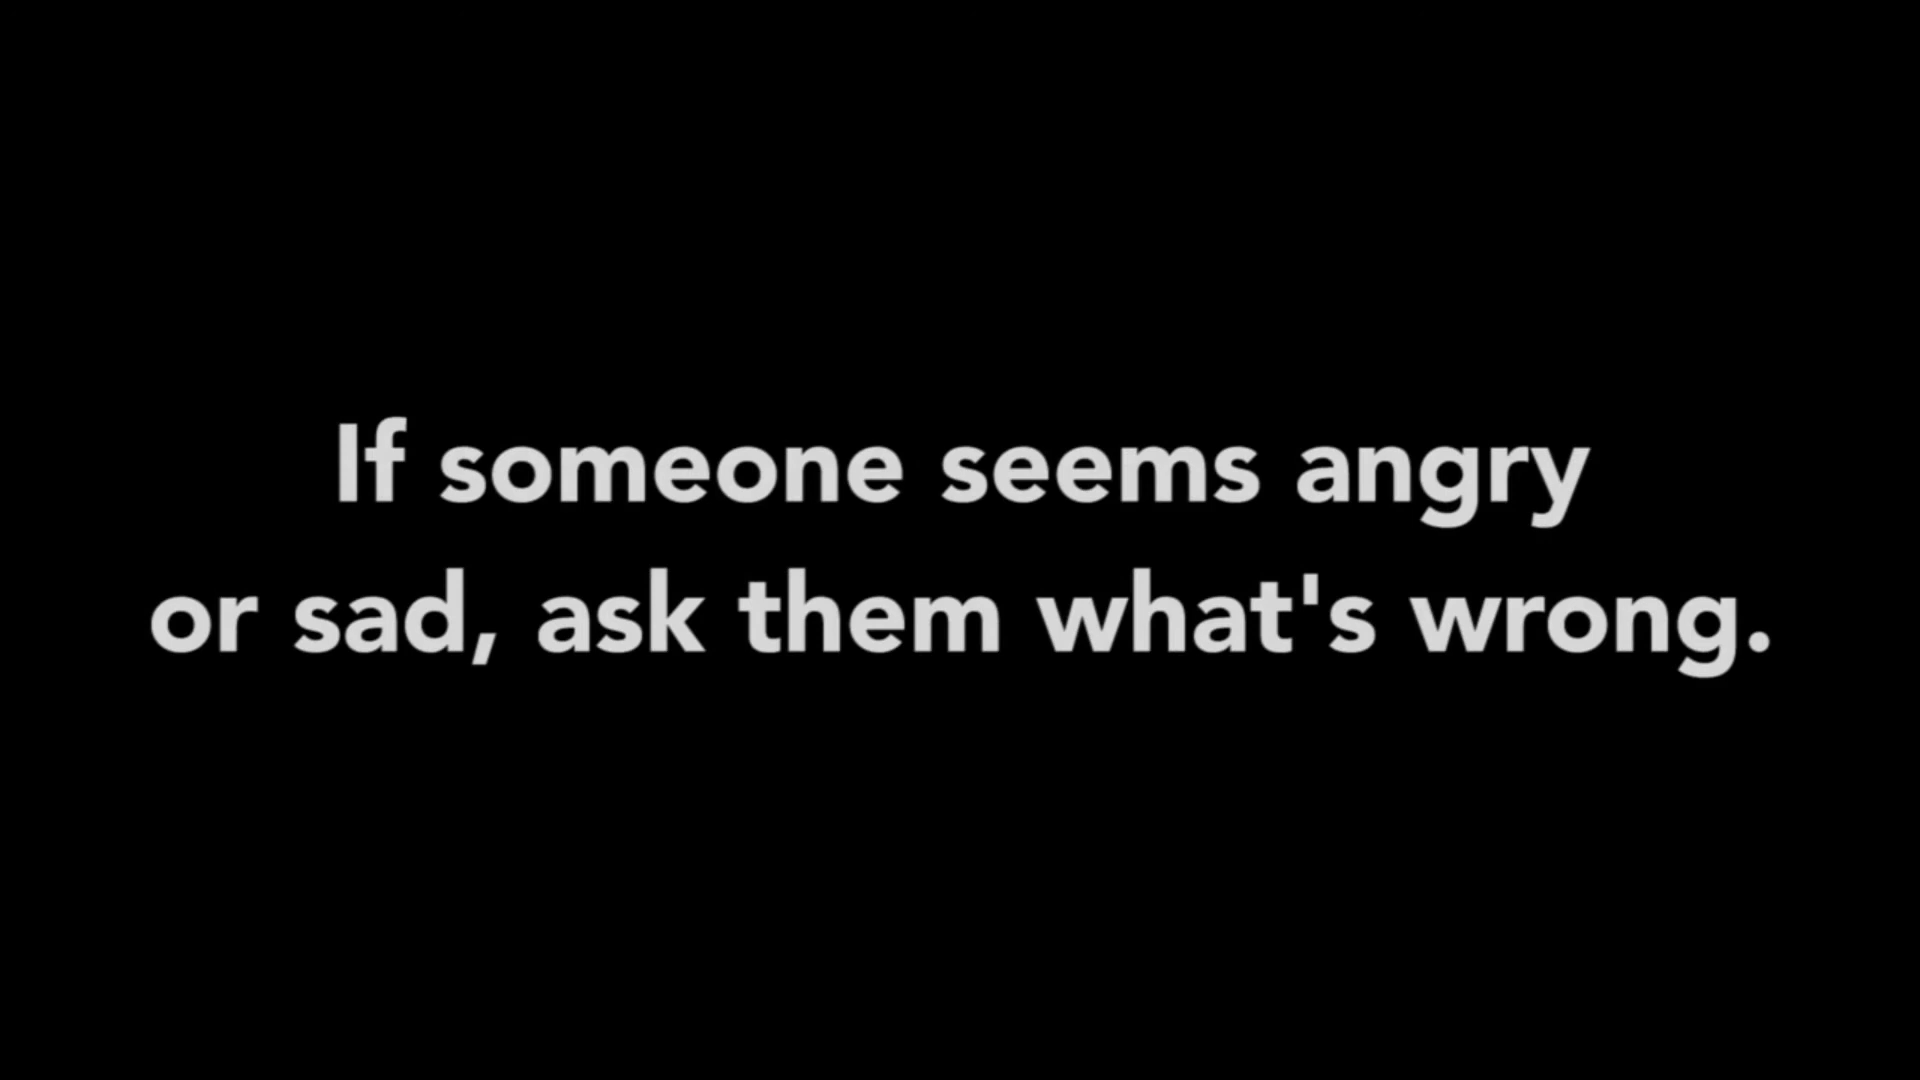 If someone seems angry
or sad, ask them what's wrong.